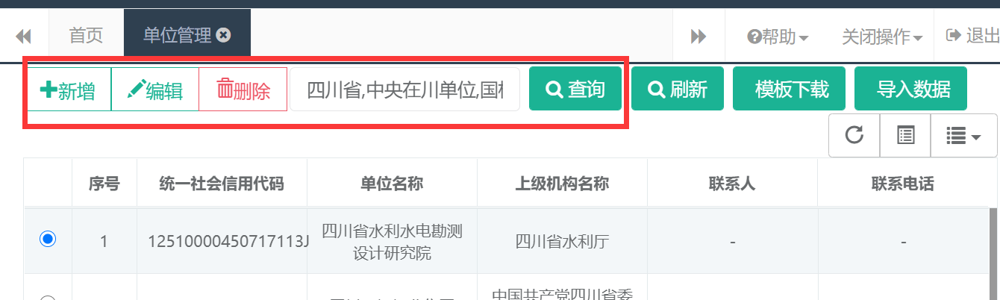 首页 单位管理 帮助 关闭操作 退出
新增 编辑 删除 四川省,中央在川单位,国 查询 刷新 模板下载 导入数据
序号 统一社会信用代码 单位名称 上级机构名称 联系人 联系电话
1 12510000450717113J 四川省水利水电勘测 四川省水利厅 - -
设计研究院
中国共产党四川省委